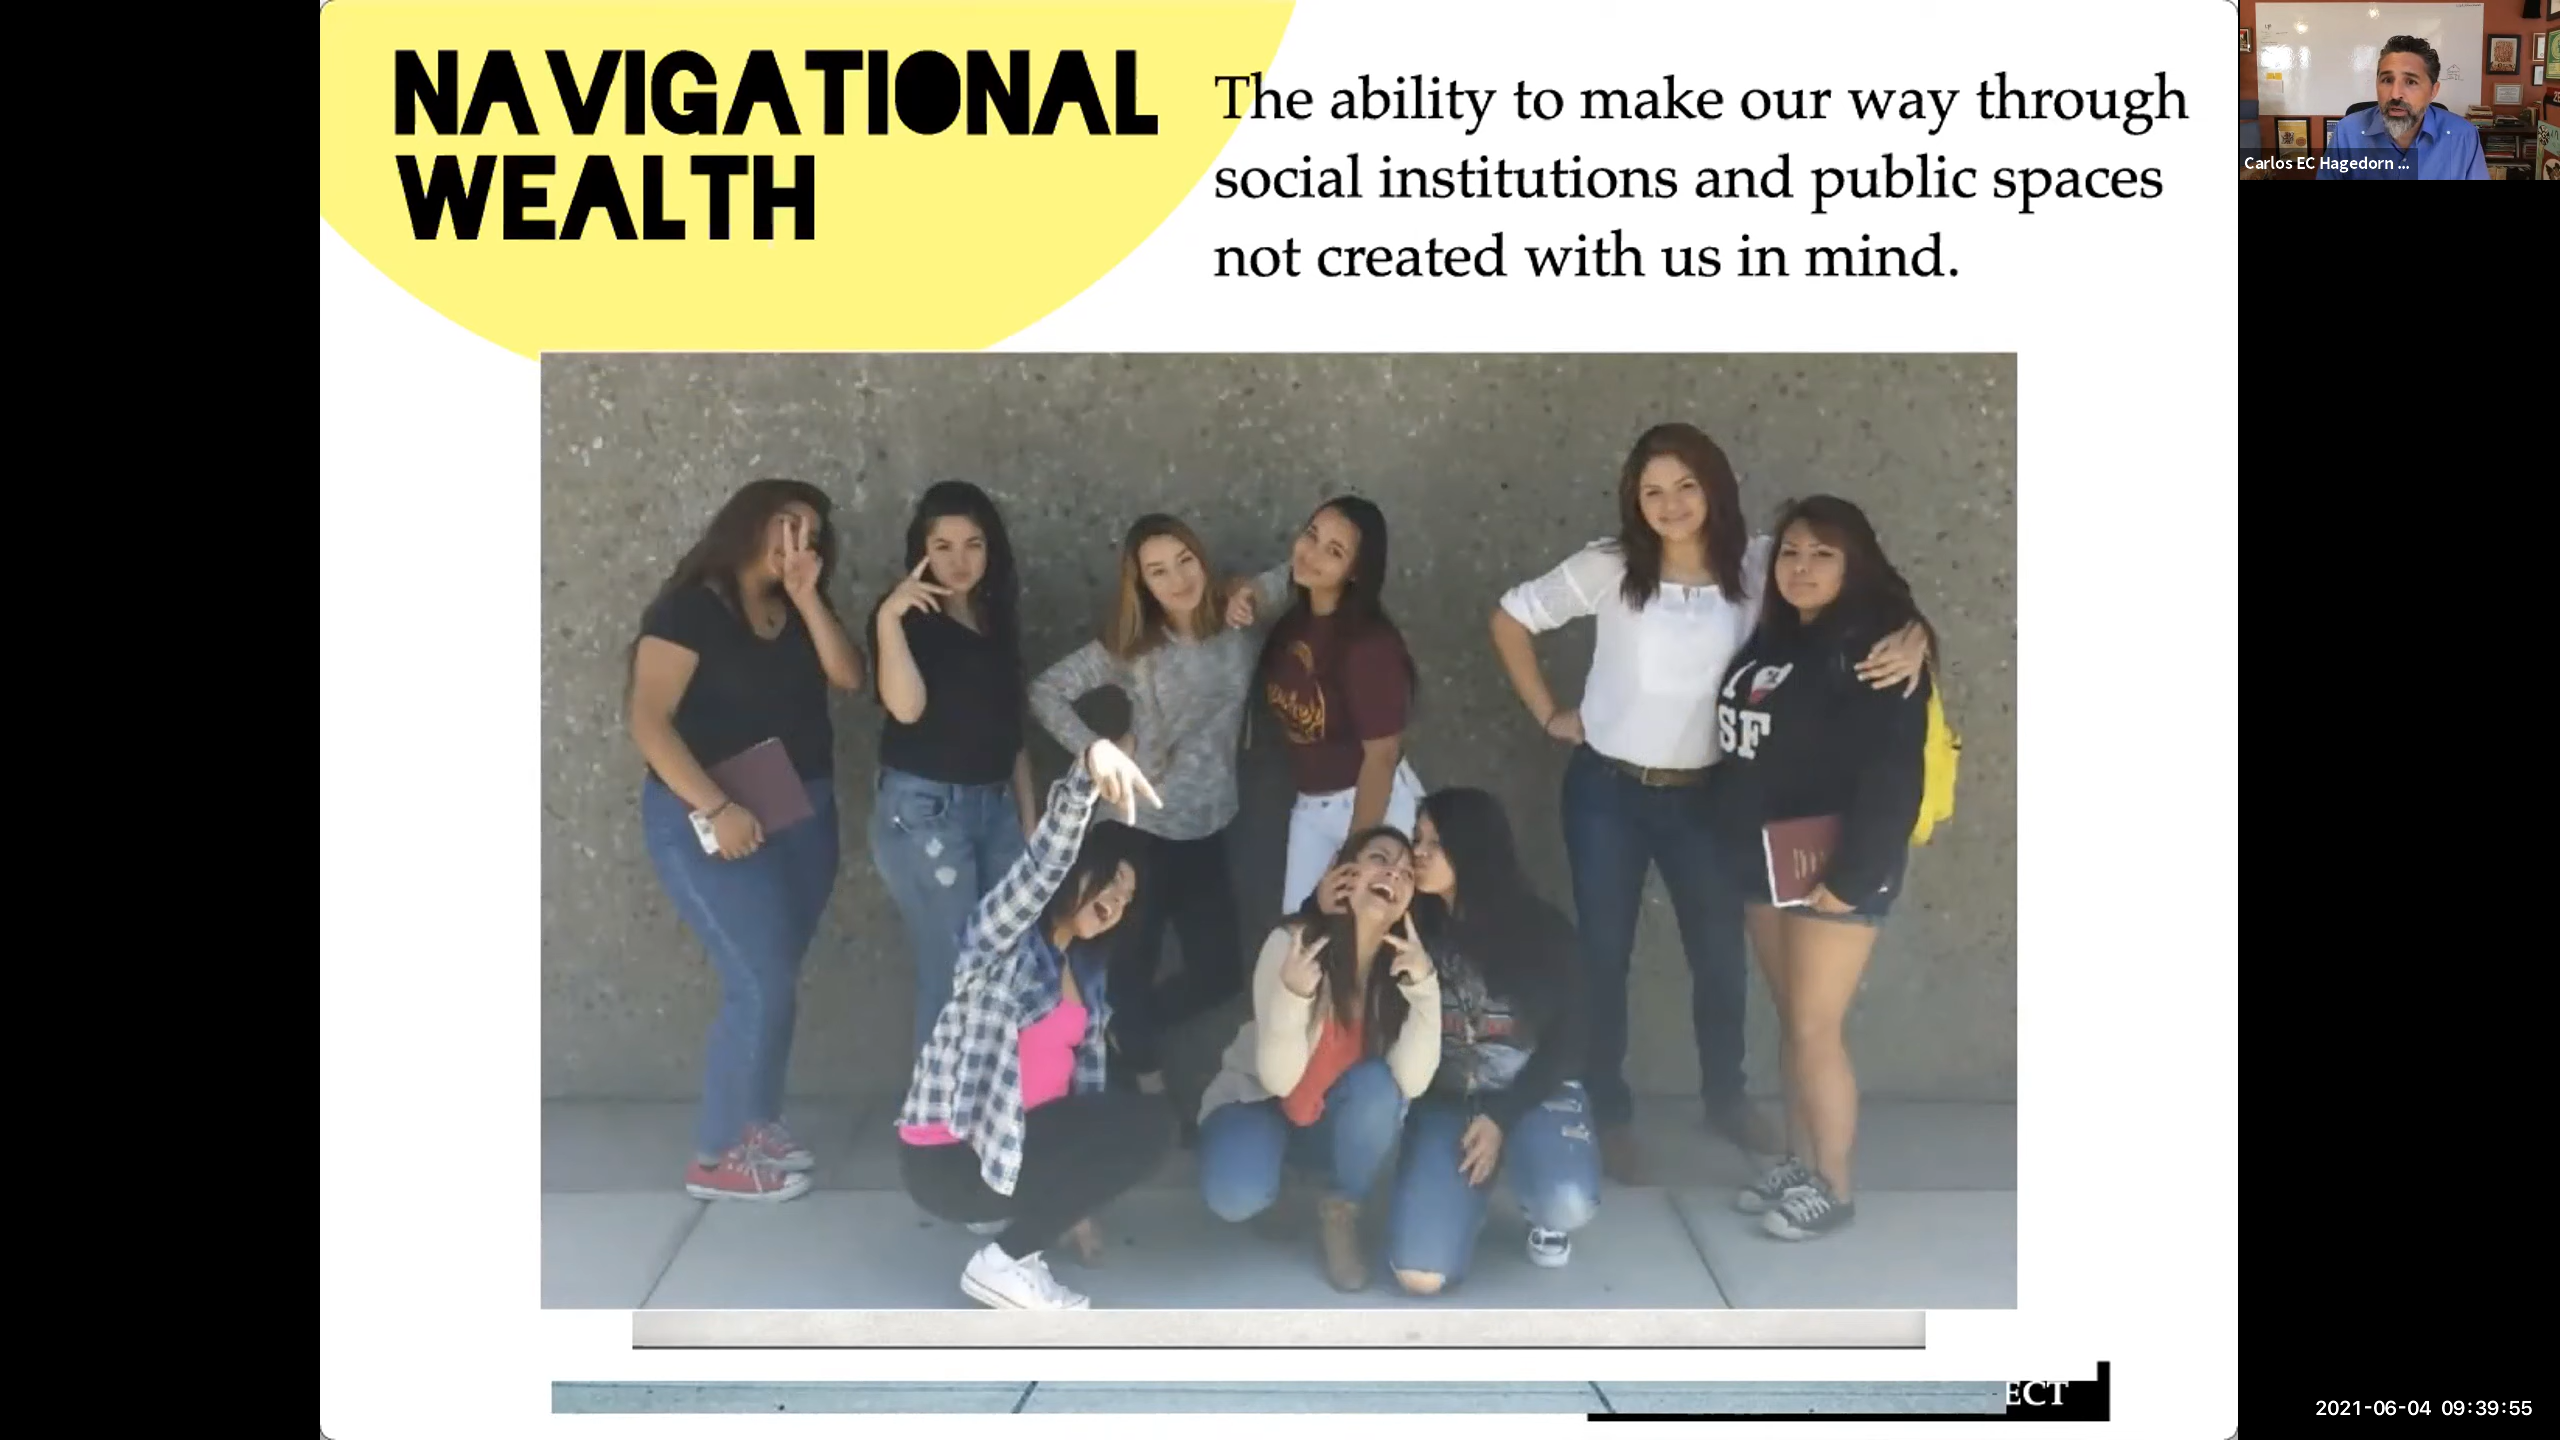 NAVIGATIONAL
WEALTH
The ability to make our way through
social institutions and public spaces
not created with us in mind.
Carlos EC Hagedorn ...
SF
ECT
2021-06-04 09:39:55